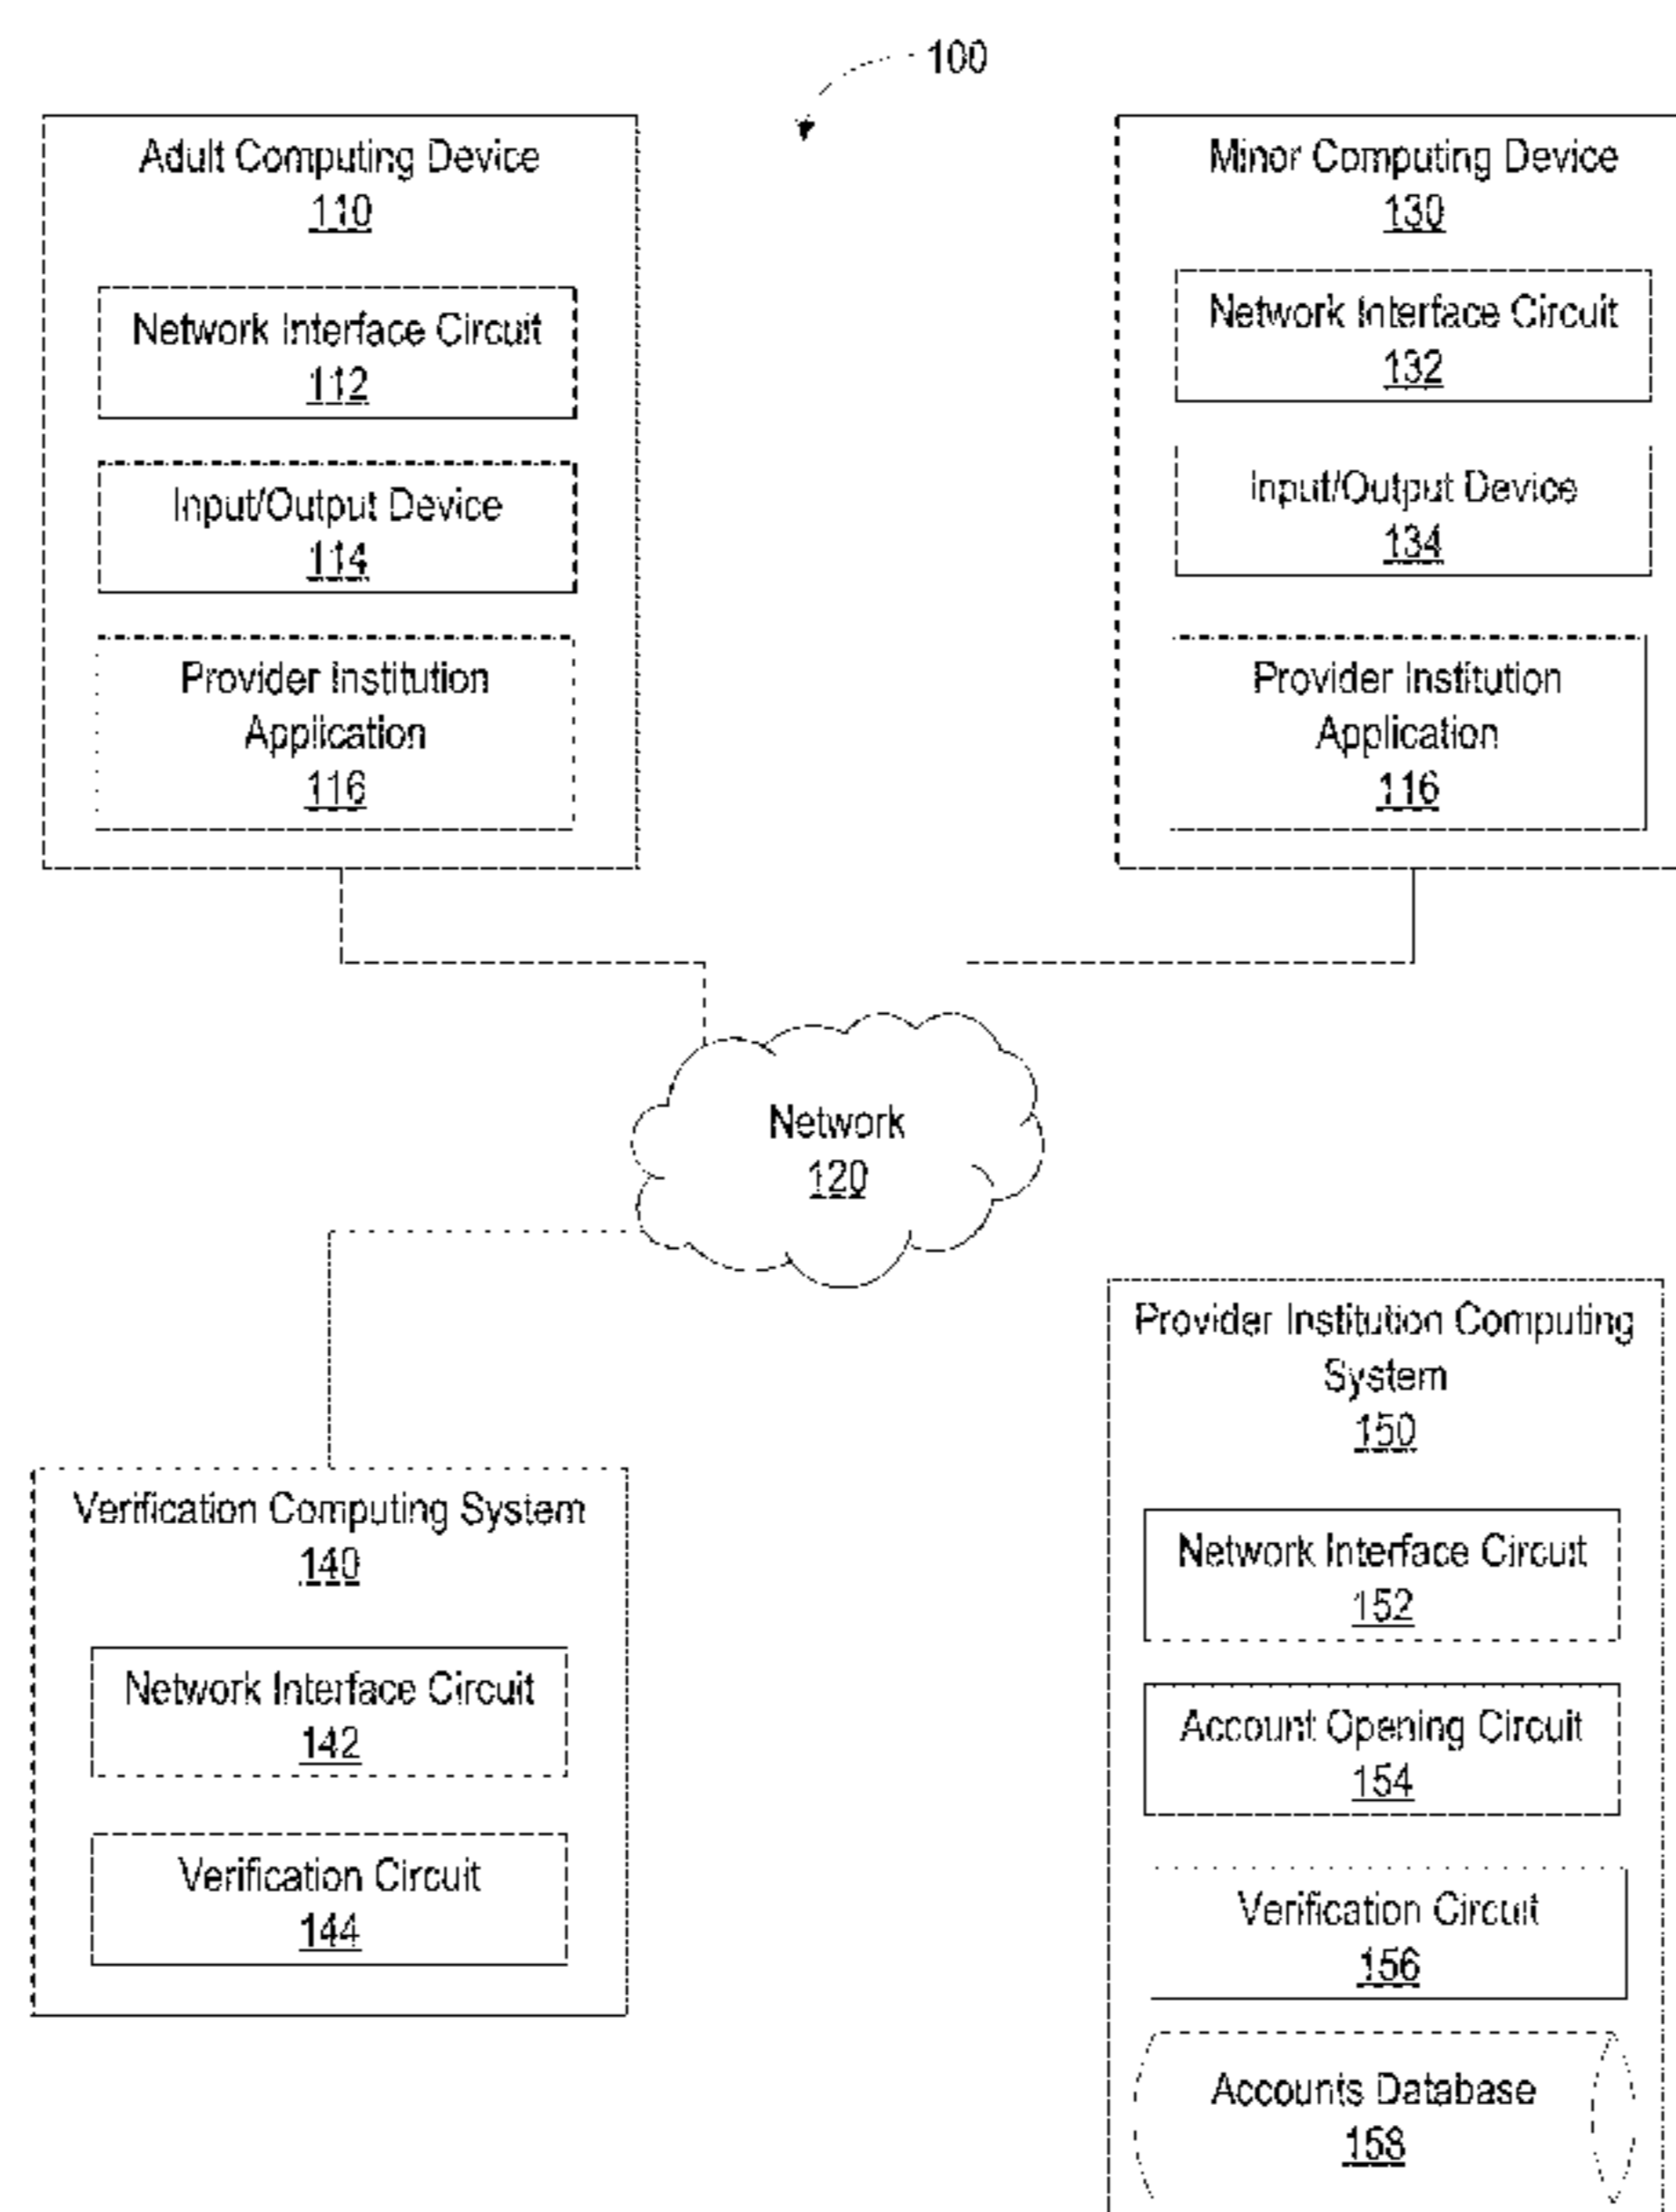 100
Adult Computing Device
110
Network Interface Circuit
112
Input/Output Device
114
Provider Institution
Application
116
Minor Computing Device
130
Network Interface Circuit
132
Input/Output Device
134
Provider Institution
Application
116
Network
120
Verification Computing System
140
Network Interface Circuit
142
Verification Circuit
144
Provider Institution Computing
System
150
Network Interface Circuit
152
Account Opening Circuit
154
Verification Circuit
156
Accounts Database
158